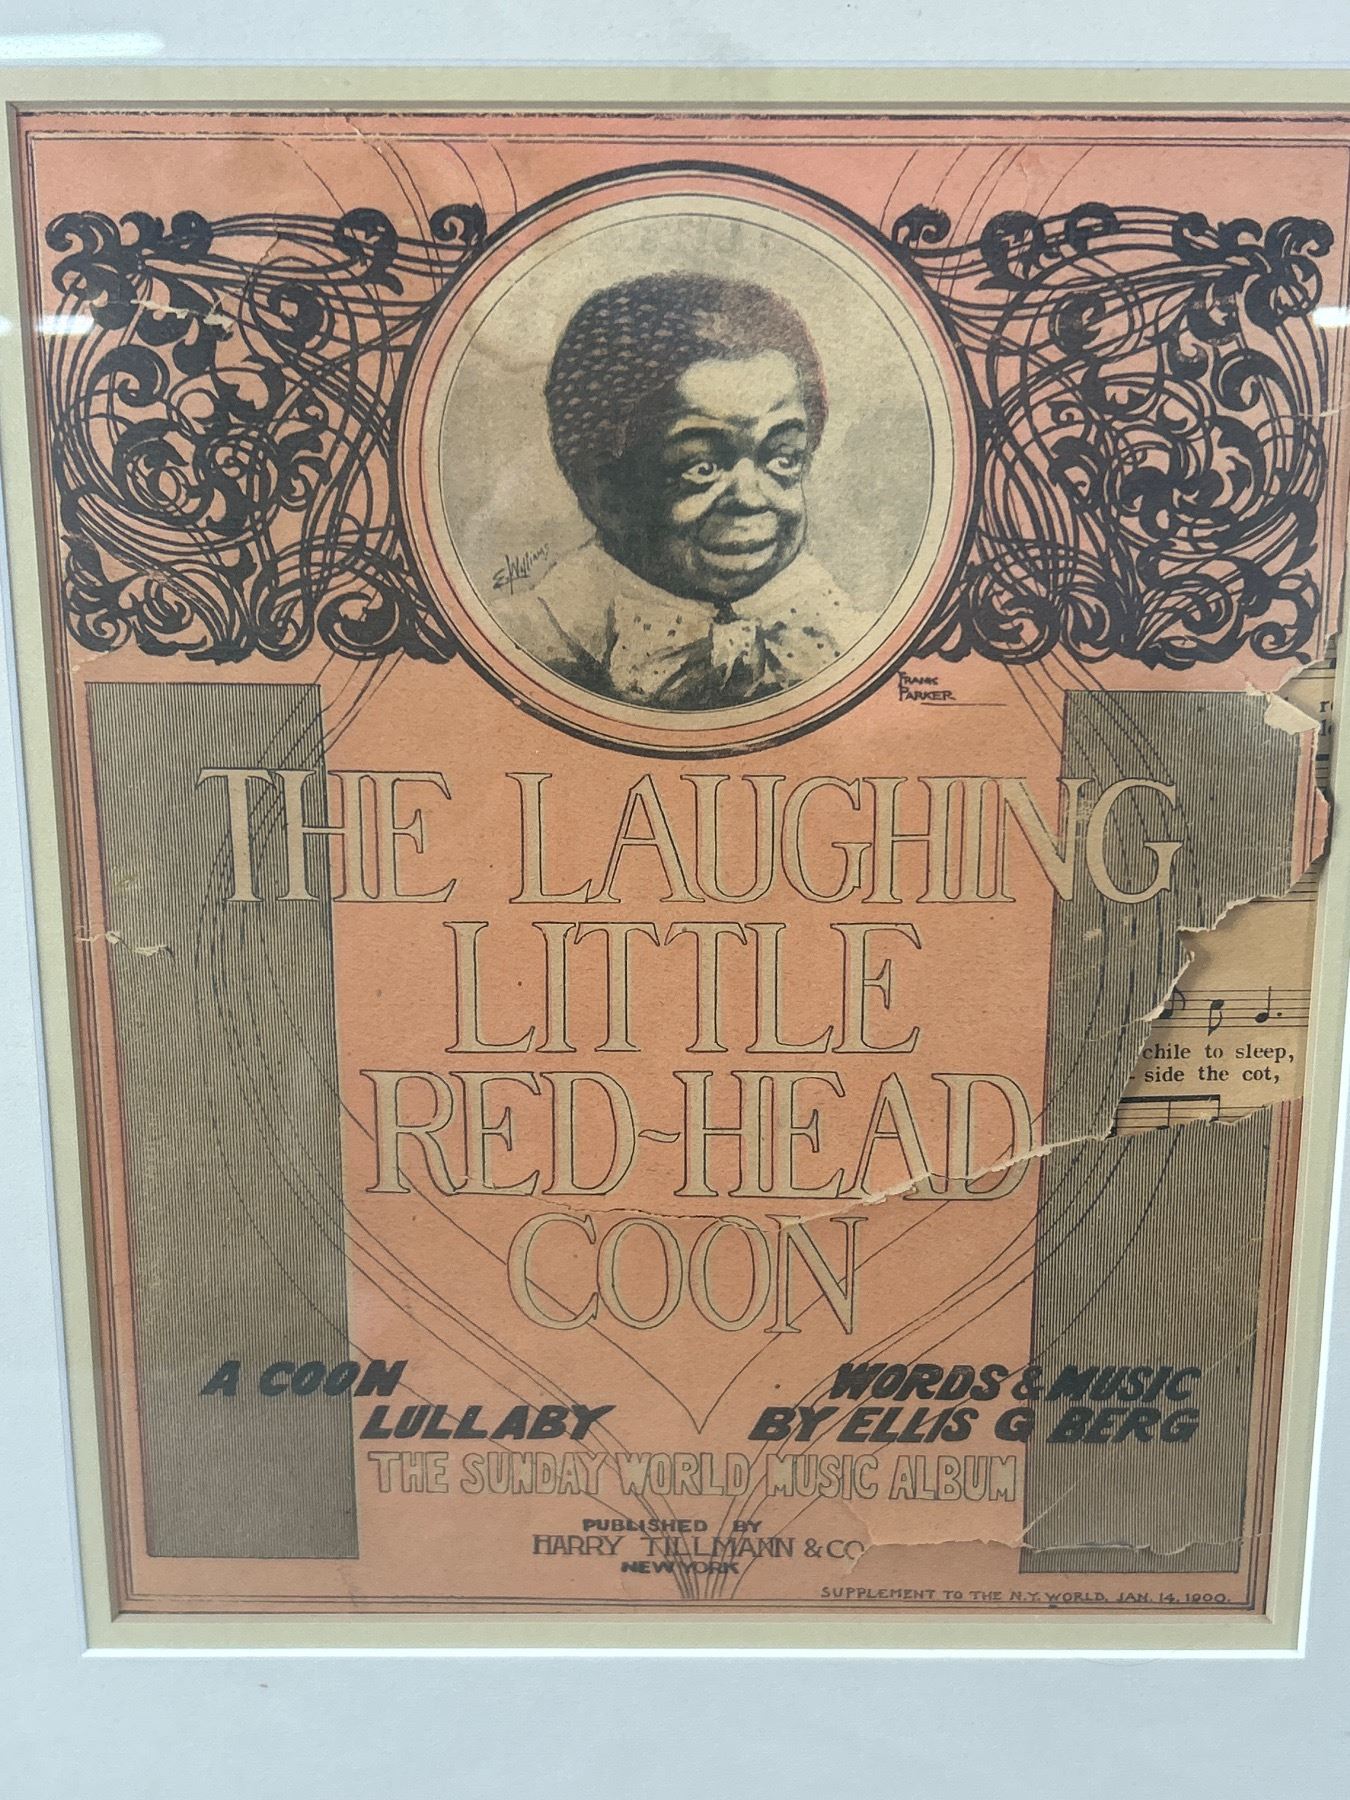 E. Williams
FRANK
PARKER
THE LAUGHING
LITTLE
RED-HEAD
COON
chile to sleep,
side the cot,
A COON
LULLABY
WORDS & MUSIC
BY ELLIS G BERG
THE SUNDAY WORLD MUSIC ALBUM
PUBLISHED BY
HARRY TILLMANN & CO
NEW YORK
SUPPLEMENT TO THE N.Y. WORLD, JAN. 14, 1900.